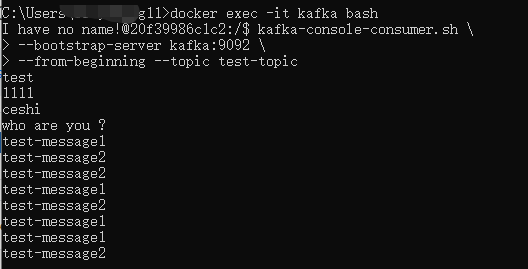 C:\Users\ g11>docker exec -it kafka bash
I have no name!@20f39986c1c2:/$ kafka-console-consumer.sh \
> --bootstrap-server kafka:9092 \
> --from-beginning --topic test-topic
test
1111
ceshi
who are you ?
test-message1
test-message2
test-message2
test-message1
test-message2
test-message1
test-message1
test-message2